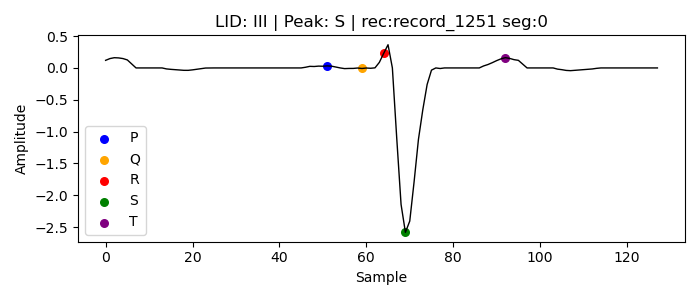 LID: III | Peak: S | rec:record_1251 seg:0
0.5
0.0
−0.5
−1.0
−1.5
−2.0
−2.5
Amplitude
P
Q
R
S
T
0 20 40 60 80 100 120
Sample